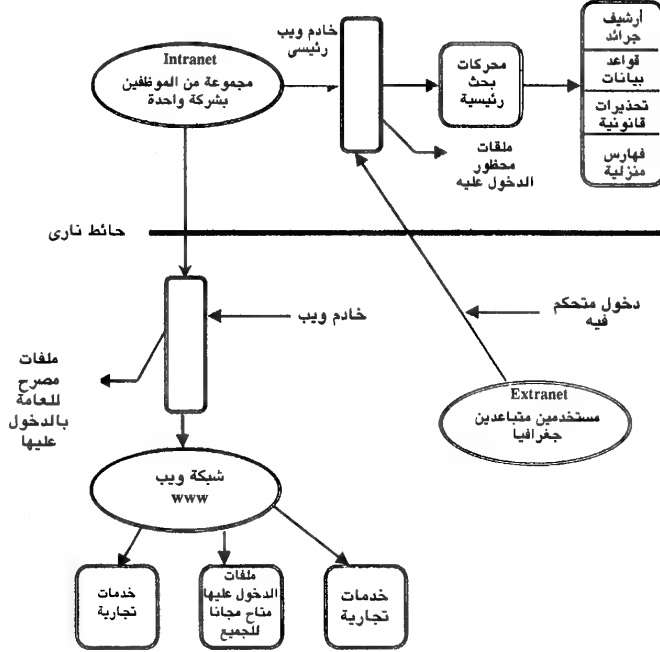 أرشيف
جرائد
قواعد
بيانات
تحذيرات
قانونية
فهارس
منزلية
محركات
بحث
رئيسية
خادم ويب
رئيسى
Intranet
مجموعة من الموظفين
بشركة واحدة
ملفات
محظور
الدخول عليه
حائط نارى
خادم ويب
دخول متحكم
فيه
ملفات
مصرح
للعامة
بالدخول
عليها
Extranet
مستخدمين متباعدين
جغرافيا
شبكة ويب
www
خدمات
تجارية
ملفات
الدخول عليها
متاح مجانا
للجميع
خدمات
تجارية